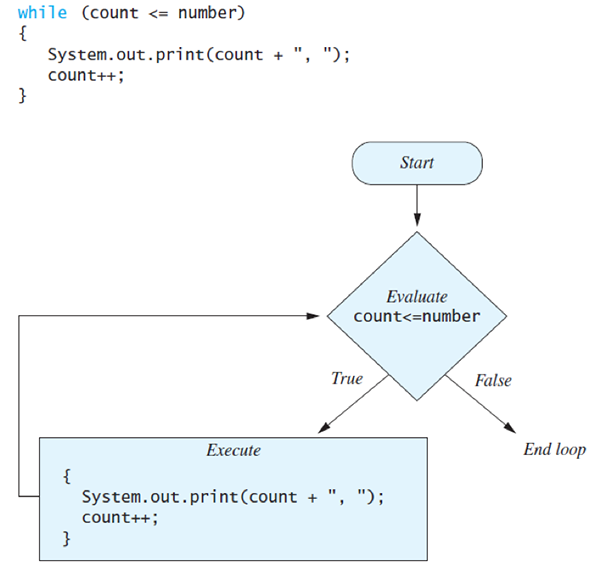 while (count <= number)
{
System.out.print(count + ", ");
count++;
}
Start
Evaluate
count<=number
True
False
End loop
Execute
{
System.out.print(count + ", ");
count++;
}